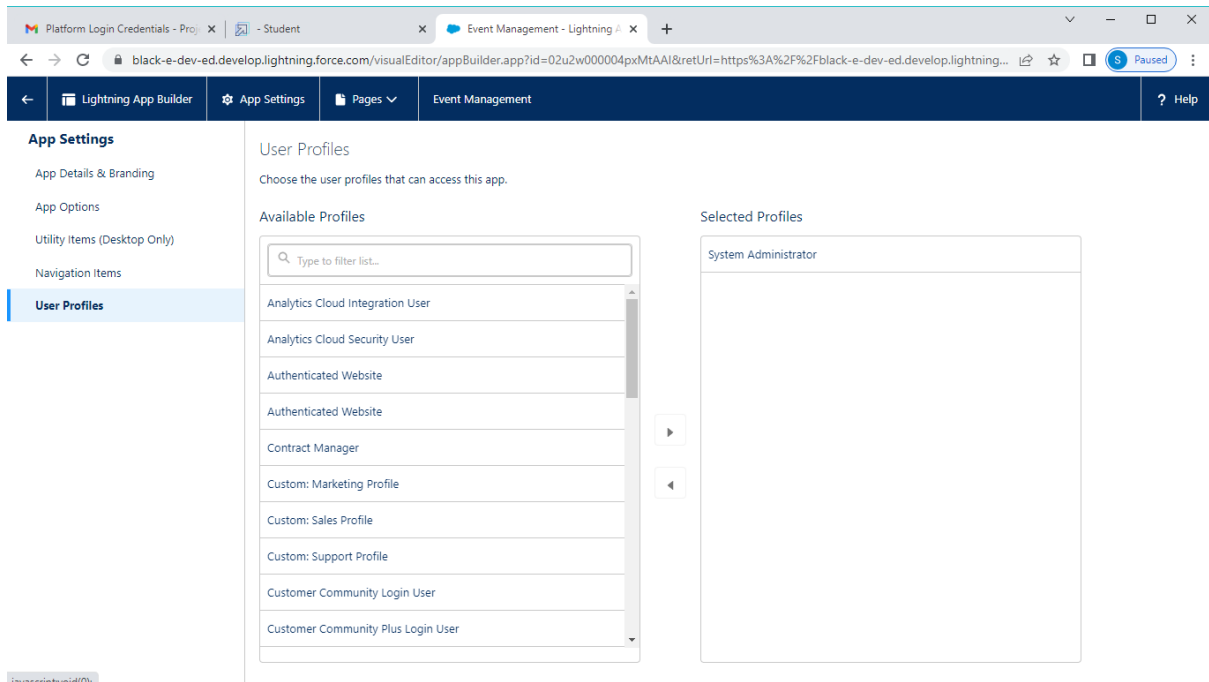 Platform Login Credentials - Proj
- Student
Event Management - Lightning A
black-e-dev-ed.develop.lightning.force.com/visualEditor/appBuilder.app?id=02u2w000004pxMtAAI&retUrl=https%3A%2F%2Fblack-e-dev-ed.develop.lightning...
S Paused
Lightning App Builder
App Settings
Pages
Event Management
? Help
App Settings
App Details & Branding
App Options
Utility Items (Desktop Only)
Navigation Items
User Profiles
User Profiles
Choose the user profiles that can access this app.
Available Profiles
Type to filter list...
Analytics Cloud Integration User
Analytics Cloud Security User
Authenticated Website
Authenticated Website
Contract Manager
Custom: Marketing Profile
Custom: Sales Profile
Custom: Support Profile
Customer Community Login User
Customer Community Plus Login User
Selected Profiles
System Administrator